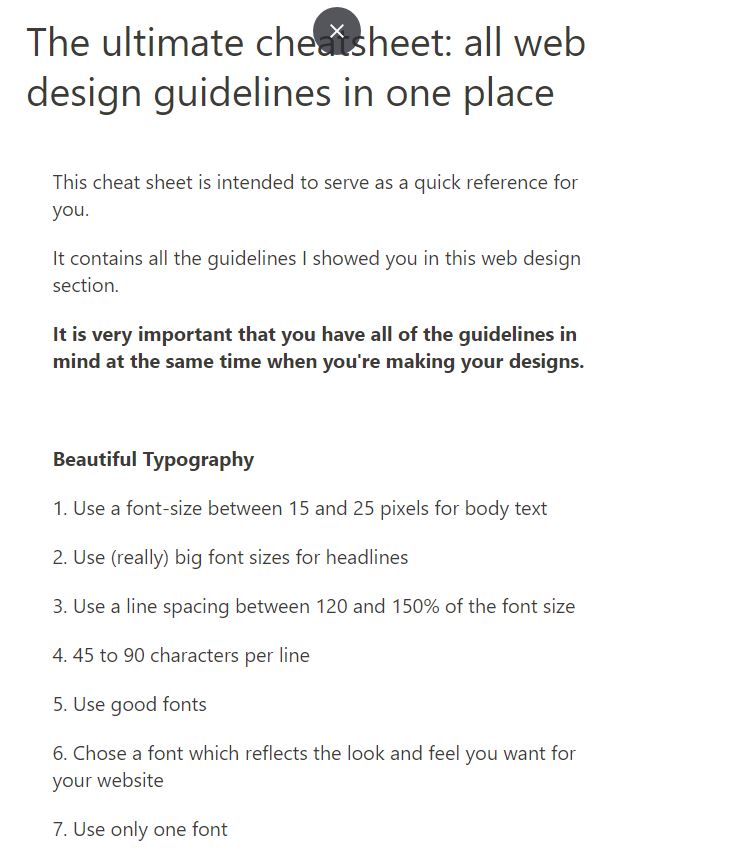 The ultimate cheatsheet: all web
design guidelines in one place
This cheat sheet is intended to serve as a quick reference for
you.
It contains all the guidelines I showed you in this web design
section.
It is very important that you have all of the guidelines in
mind at the same time when you're making your designs.
Beautiful Typography
1. Use a font-size between 15 and 25 pixels for body text
2. Use (really) big font sizes for headlines
3. Use a line spacing between 120 and 150% of the font size
4. 45 to 90 characters per line
5. Use good fonts
6. Chose a font which reflects the look and feel you want for
your website
7. Use only one font